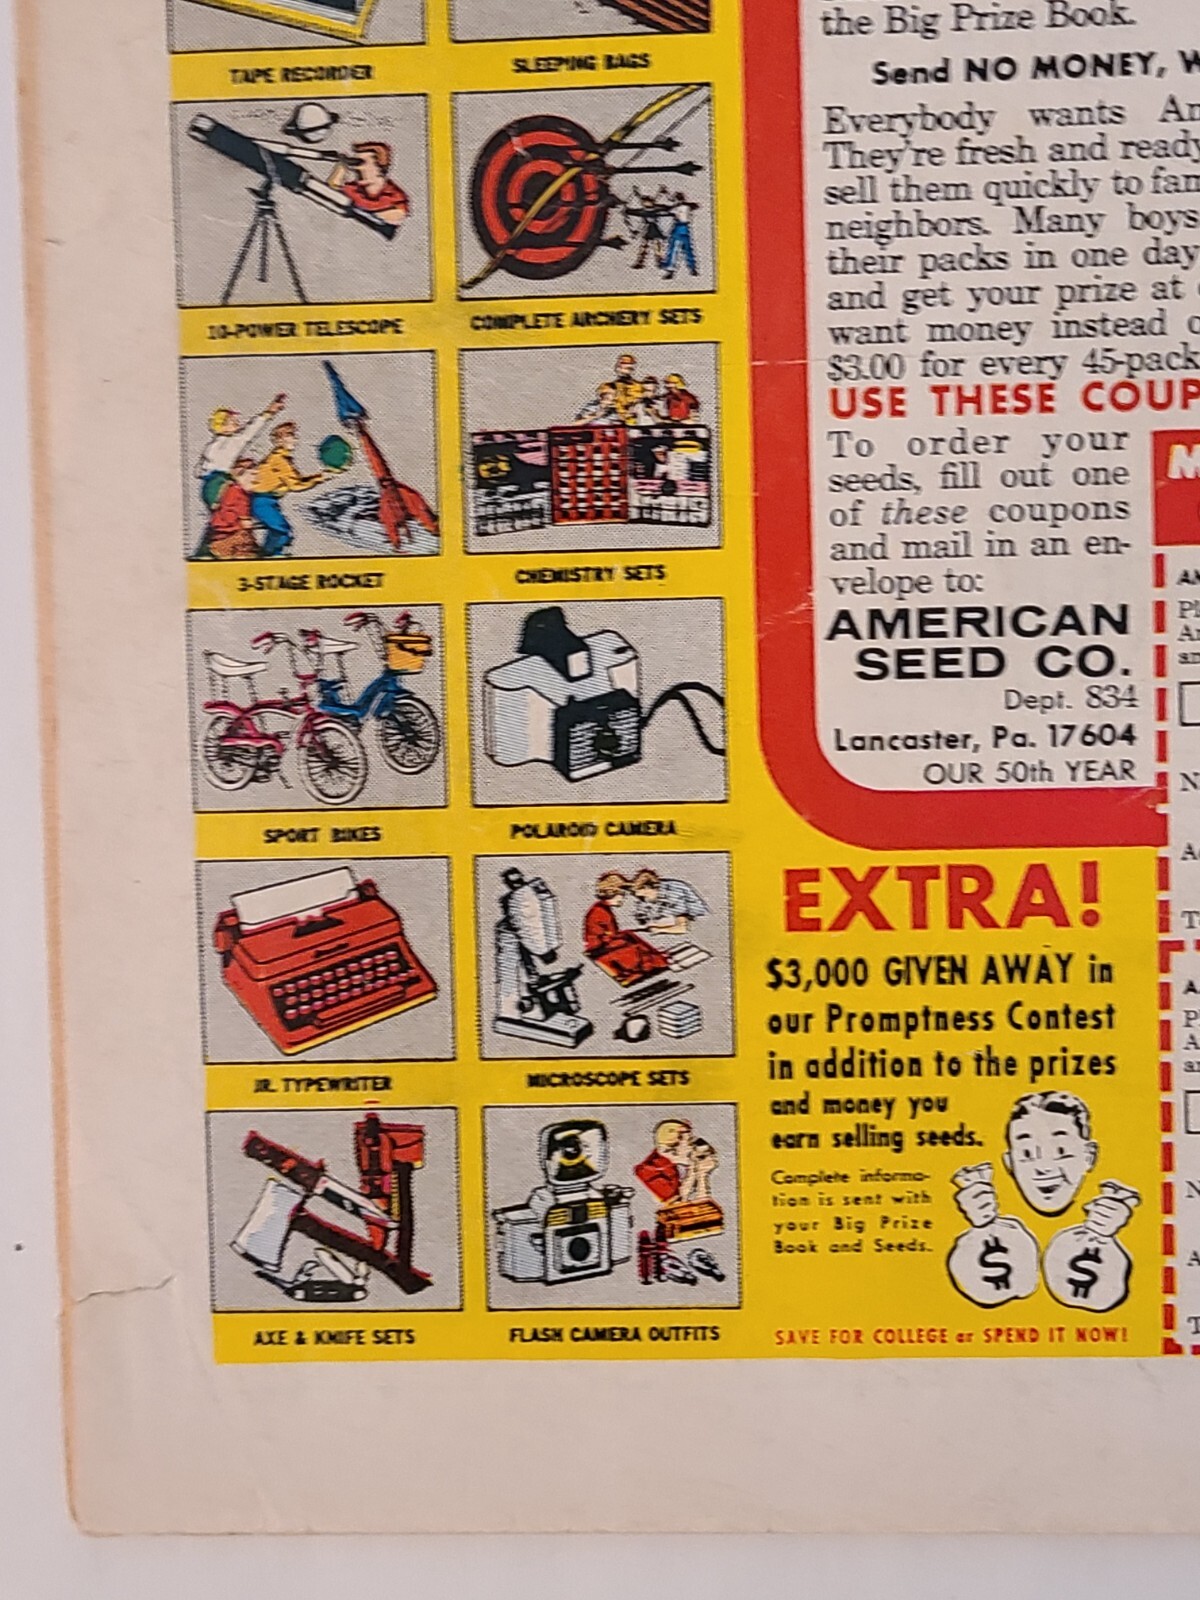 TAPE RECORDER
SLEEPING BAGS
10-POWER TELESCOPE
COMPLETE ARCHERY SETS
3-STAGE ROCKET
CHEMISTRY SETS
SPORT BIKES
POLAROID CAMERA
JR. TYPEWRITER
MICROSCOPE SETS
AXE & KNIFE SETS
FLASH CAMERA OUTFITS
the Big Prize Book.
Send NO MONEY, W
Everybody wants Am
They're fresh and ready
sell them quickly to fam
neighbors. Many boys
their packs in one day
and get your prize at
want money instead o
$3.00 for every 45-pack
USE THESE COUP
To order your
seeds, fill out one
of these coupons
and mail in an en-
velope to:
AMERICAN
SEED CO.
Dept. 834
Lancaster, Pa. 17604
OUR 50th YEAR
EXTRA!
$3,000 GIVEN AWAY in
our Promptness Contest
in addition to the prizes
and money you
earn selling seeds.
Complete informa-
tion is sent with
your Big Prize
Book and Seeds.
$ $
SAVE FOR COLLEGE or SPEND IT NOW!
M
AM
Pl
Am
an
N
A
T
A
Pl
A
an
N
A
T